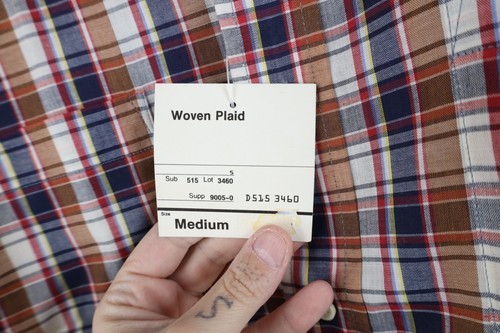 Woven Plaid
5
Sub 515 Lot 3460
Supp 9005-0 D515 3460
Size
Medium
S